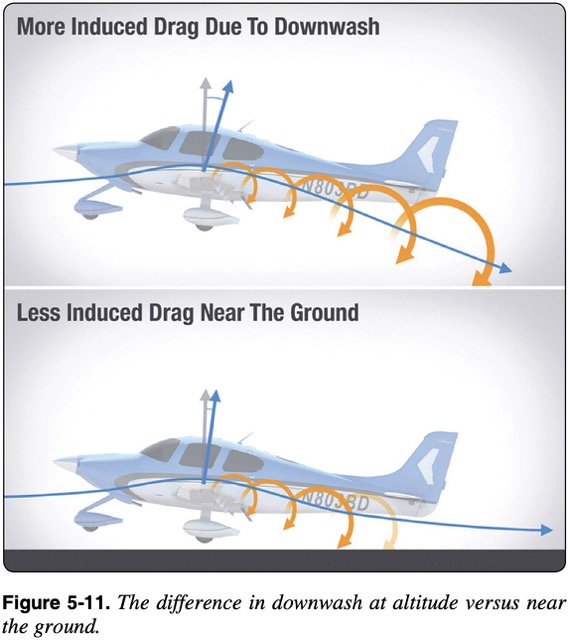 More Induced Drag Due To Downwash
N803BD
Less Induced Drag Near The Ground
N803BD
Figure 5-11. The difference in downwash at altitude versus near
the ground.